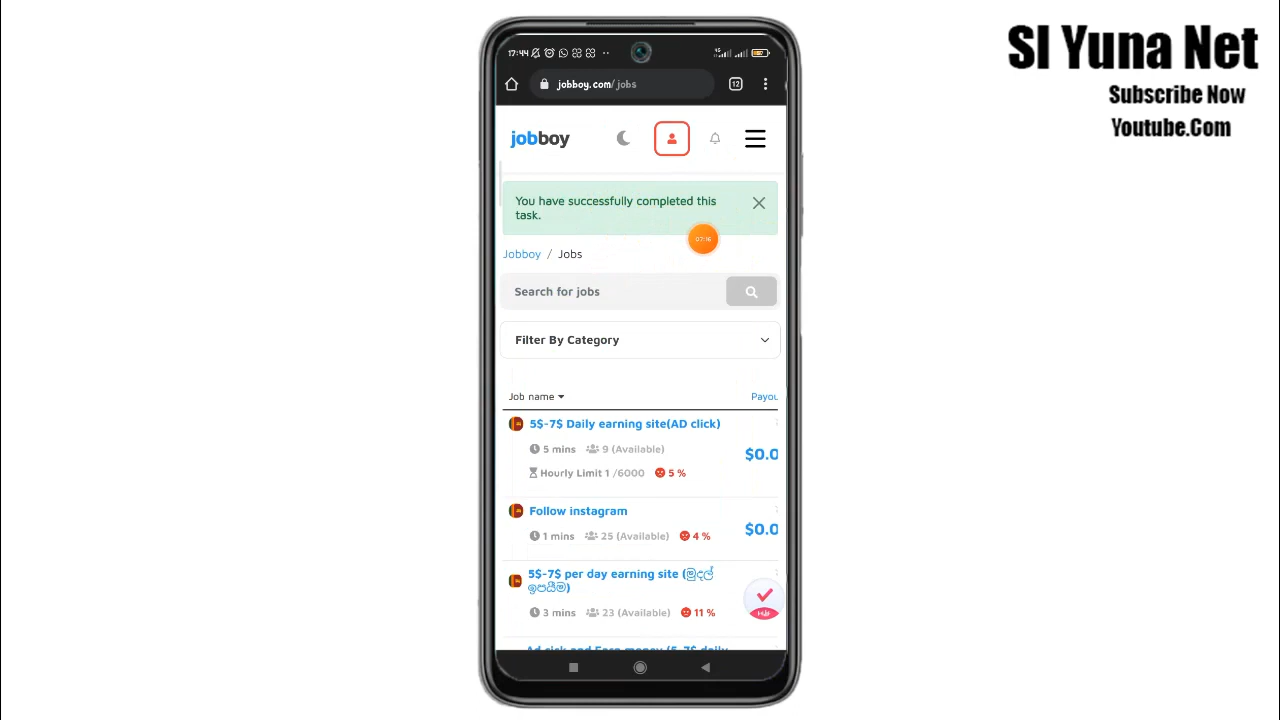 SI Yuna Net
Subscribe Now
Youtube.Com
17:44
12
jobboy.com/jobs
jobboy
You have successfully completed this
task.
07:16
Jobboy / Jobs
Search for jobs
Filter By Category
Job name
Payou
5$-7$ Daily earning site(AD click)
5 mins 9 (Available)
$0.0
Hourly Limit 1 /6000 5 %
Follow instagram
1 mins 25 (Available) 4 %
$0.0
5$-7$ per day earning site (මුදල්
ඉපයීම)
3 mins 23 (Available) 11 %